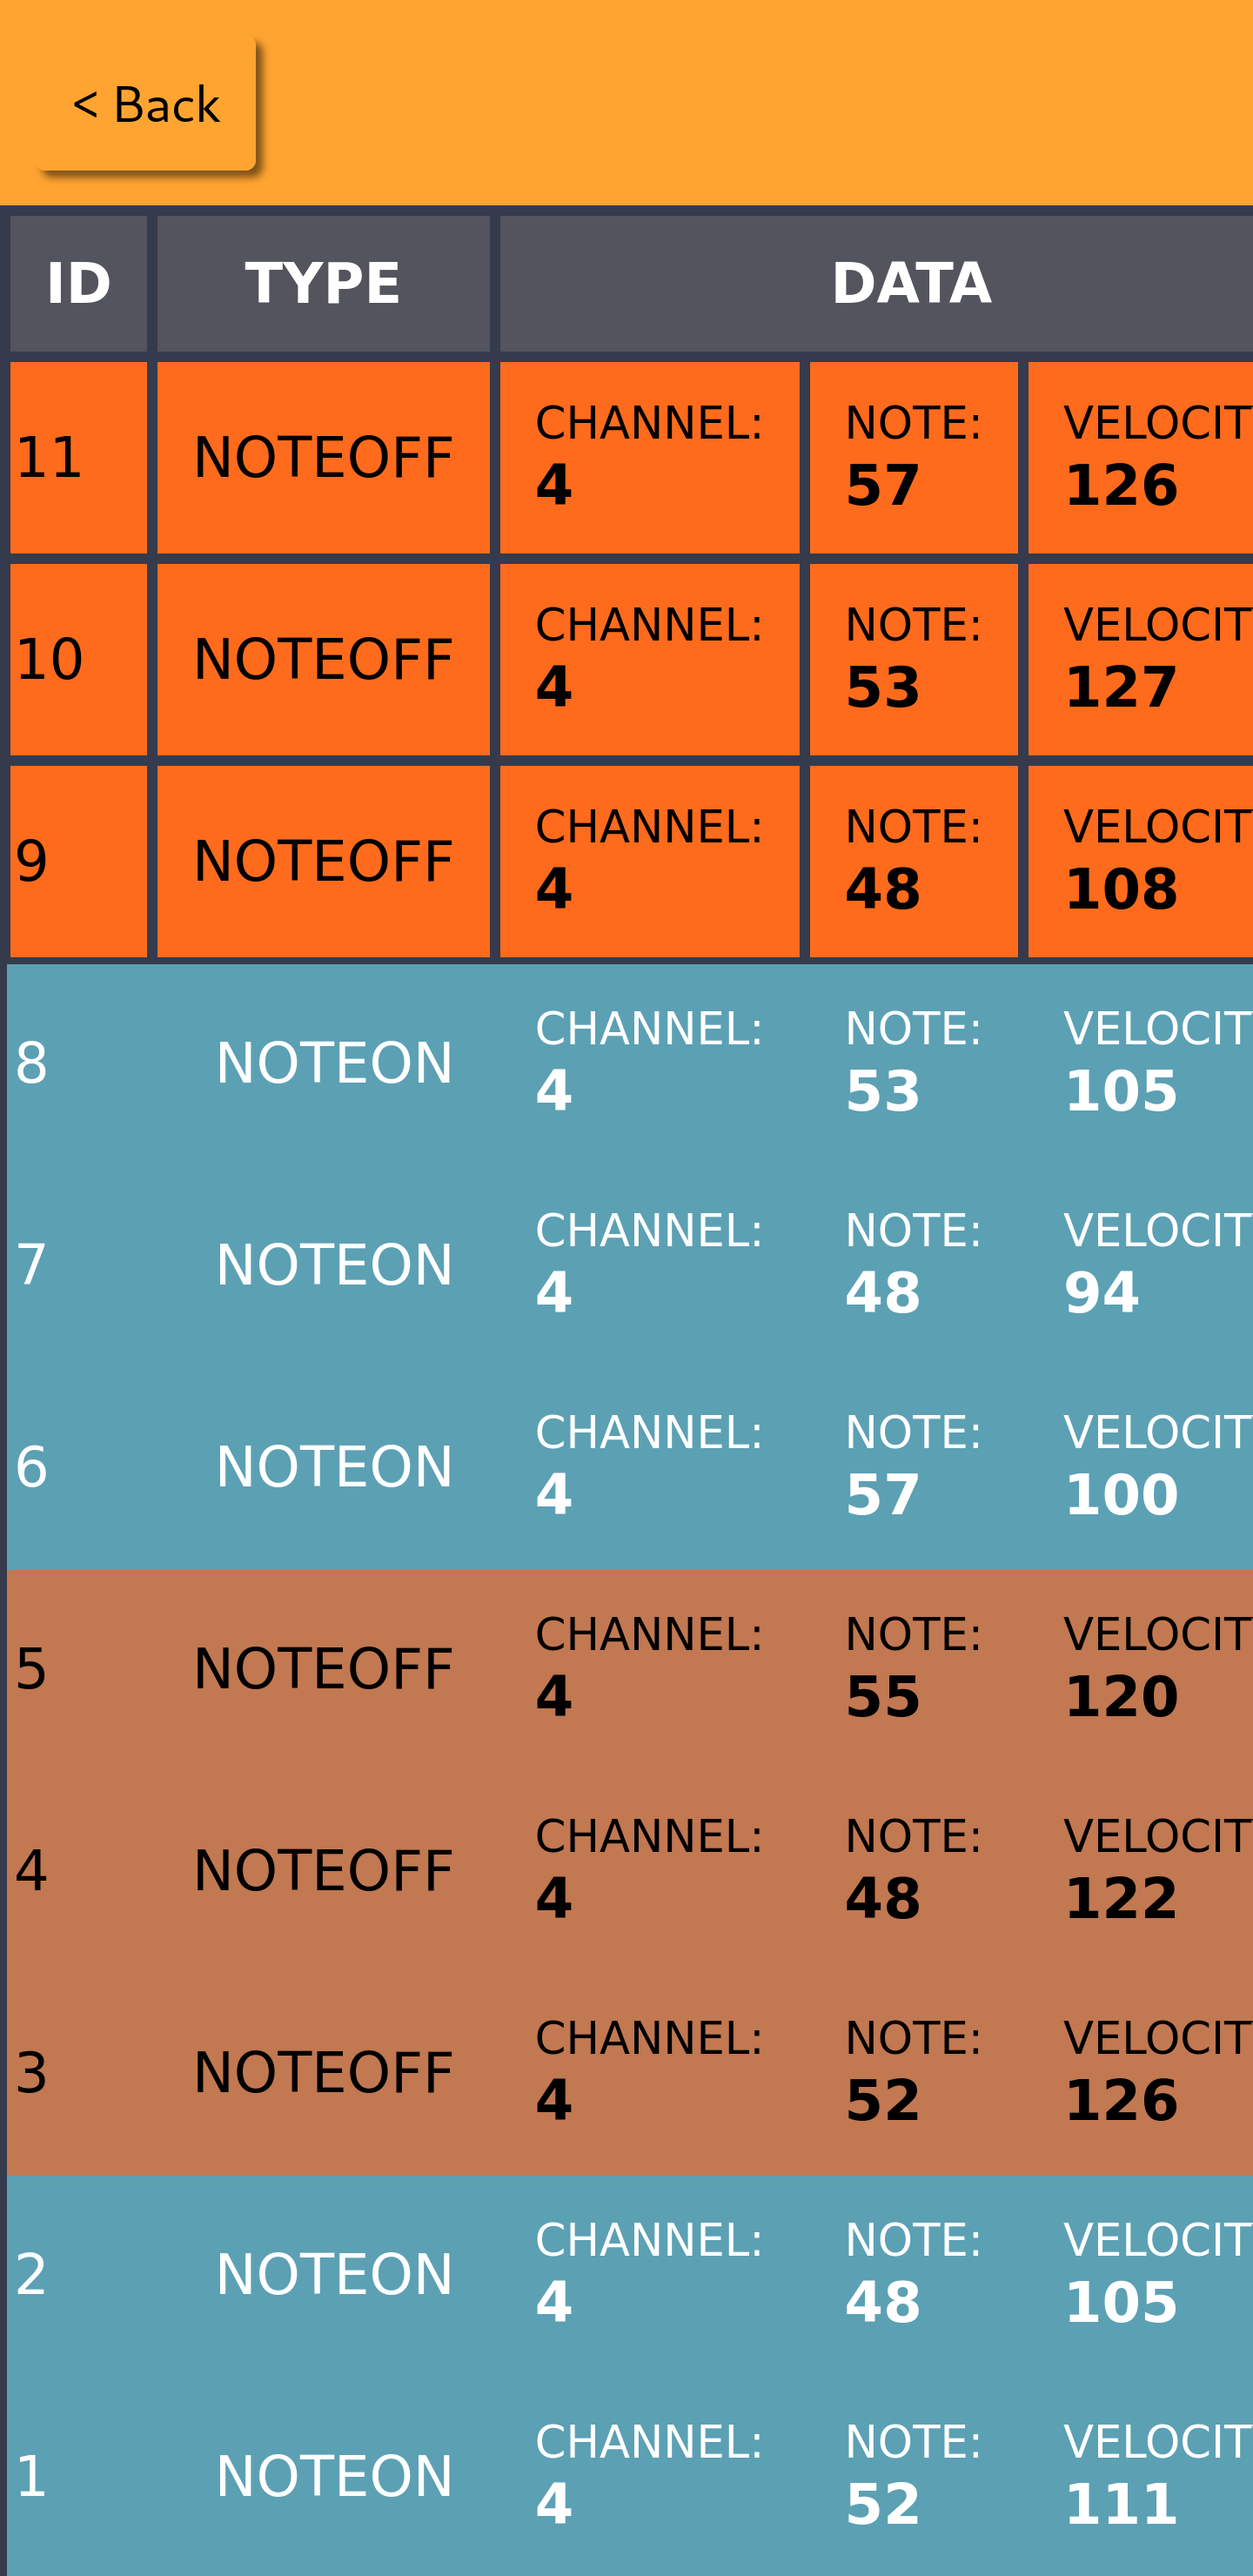 < Back
ID TYPE DATA
CHANNEL: NOTE: VELOCIT
11 NOTEOFF
4 57 126
CHANNEL: NOTE: VELOCIT
10 NOTEOFF
4 53 127
CHANNEL: NOTE: VELOCIT
9 NOTEOFF
4 48 108
CHANNEL: NOTE: VELOCIT
8 NOTEON
4 53 105
CHANNEL: NOTE: VELOCIT
7 NOTEON
4 48 94
CHANNEL: NOTE: VELOCIT
6 NOTEON
4 57 100
CHANNEL: NOTE: VELOCIT
5 NOTEOFF
4 55 120
CHANNEL: NOTE: VELOCIT
4 NOTEOFF
4 48 122
CHANNEL: NOTE: VELOCIT
3 NOTEOFF
4 52 126
CHANNEL: NOTE: VELOCIT
2 NOTEON
4 48 105
CHANNEL: NOTE: VELOCIT
1 NOTEON
4 52 111